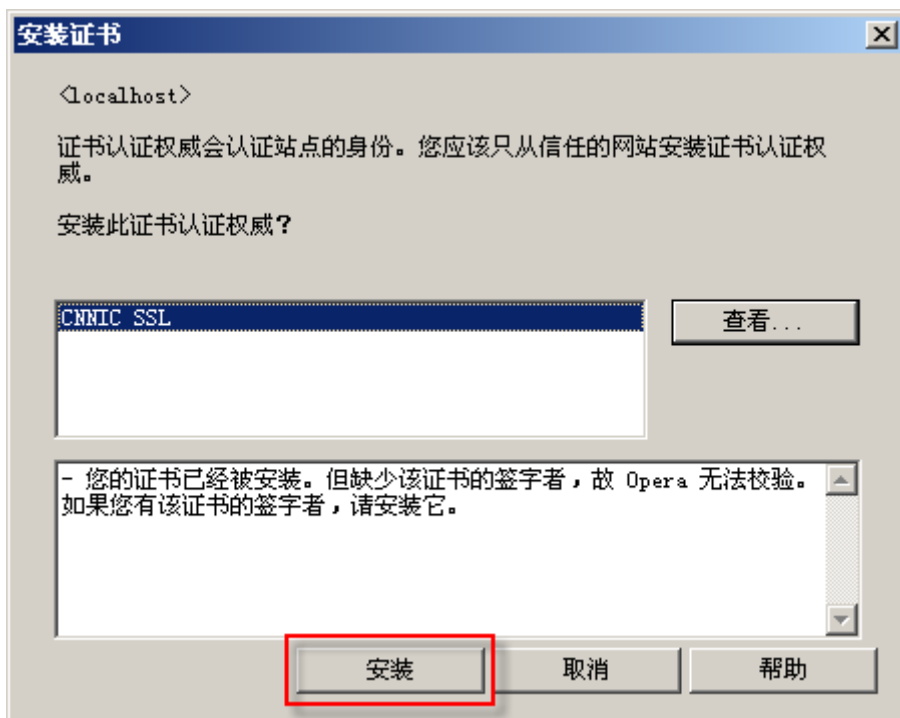 安装证书
<localhost>
证书认证权威会认证站点的身份。您应该只从信任的网站安装证书认证权
威。
安装此证书认证权威？
CNNIC SSL
查看...
- 您的证书已经被安装。但缺少该证书的签字者，故 Opera 无法校验。
如果您有该证书的签字者，请安装它。
安装
取消
帮助